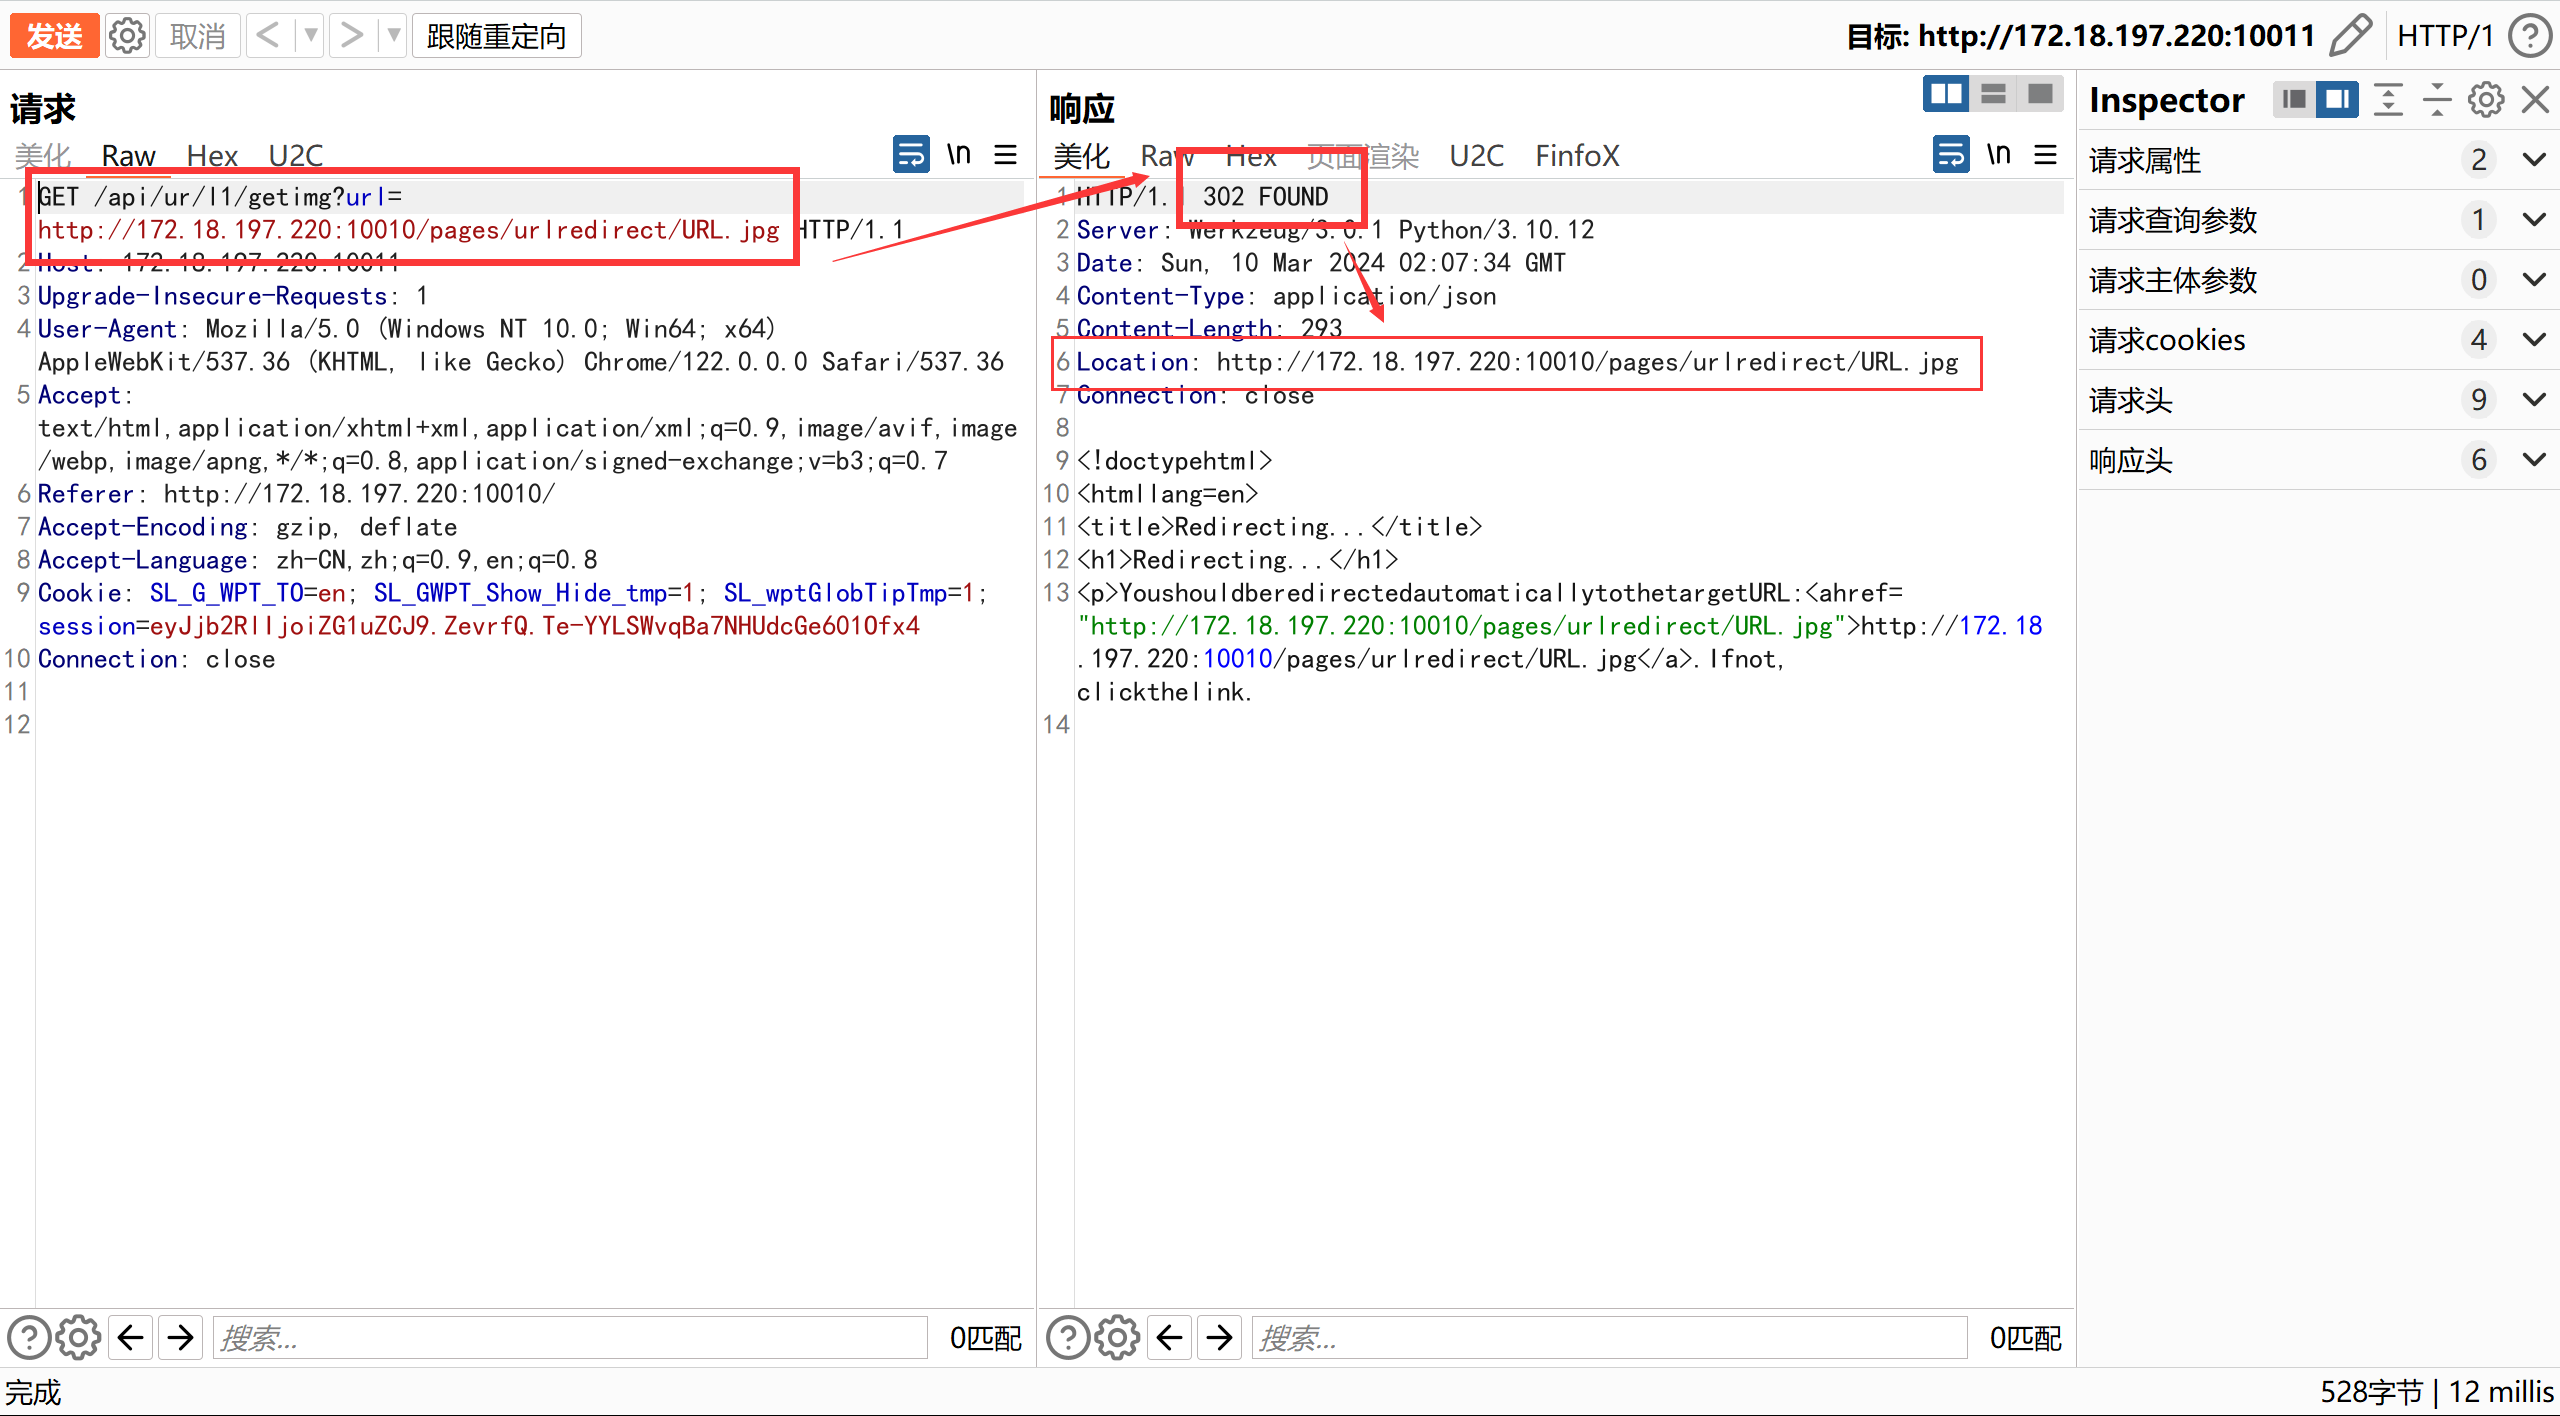 发送 取消 < > 跟随重定向 目标: http://172.18.197.220:10011 HTTP/1 ?
请求
美化 Raw Hex U2C \n
1 GET /api/ur/l1/getimg?url=
http://172.18.197.220:10010/pages/urlredirect/URL.jpg HTTP/1.1
2 Host: 172.18.197.220:10011
3 Upgrade-Insecure-Requests: 1
4 User-Agent: Mozilla/5.0 (Windows NT 10.0; Win64; x64)
AppleWebKit/537.36 (KHTML, like Gecko) Chrome/122.0.0.0 Safari/537.36
5 Accept:
text/html,application/xhtml+xml,application/xml;q=0.9,image/avif,image
/webp,image/apng,*/*;q=0.8,application/signed-exchange;v=b3;q=0.7
6 Referer: http://172.18.197.220:10010/
7 Accept-Encoding: gzip, deflate
8 Accept-Language: zh-CN,zh;q=0.9,en;q=0.8
9 Cookie: SL_G_WPT_TO=en; SL_GWPT_Show_Hide_tmp=1; SL_wptGlobTipTmp=1;
session=eyJjb2RlIjoiZG1uZCJ9.ZevrfQ.Te-YYLSWvqBa7NHUdcGe6010fx4
10 Connection: close
11
12
搜索... 0匹配
响应
美化 Raw Hex 页面渲染 U2C FinfoX \n
1 HTTP/1. 302 FOUND
2 Server: Werkzeug/3.0.1 Python/3.10.12
3 Date: Sun, 10 Mar 2024 02:07:34 GMT
4 Content-Type: application/json
5 Content-Length: 293
6 Location: http://172.18.197.220:10010/pages/urlredirect/URL.jpg
7 Connection: close
8
9 <!doctypehtml>
10 <htmllang=en>
11 <title>Redirecting...</title>
12 <h1>Redirecting...</h1>
13 <p>YoushouldberedirectedautomaticallytothetargetURL:<ahref=
"http://172.18.197.220:10010/pages/urlredirect/URL.jpg">http://172.18
.197.220:10010/pages/urlredirect/URL.jpg</a>.Ifnot,
clickthelink.
14
搜索... 0匹配
Inspector
请求属性 2
请求查询参数 1
请求主体参数 0
请求cookies 4
请求头 9
响应头 6
完成 528字节 | 12 millis